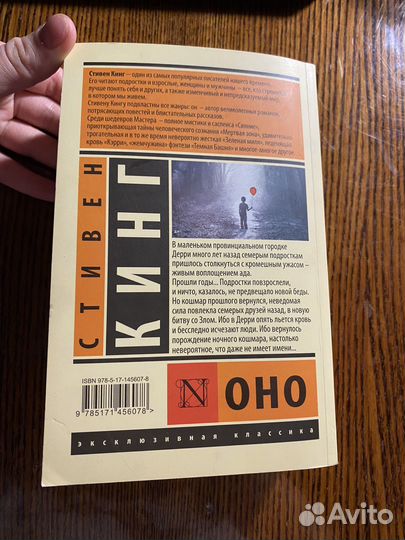 Стивен Кинг — один из самых популярных писателей нашего времени.
Его читают подростки и взрослые, женщины и мужчины — все, кто стремится
лучше понять себя и других, а также изменчивый и непредсказуемый мир,
в котором мы живем.
Стивену Кингу подвластны все жанры: он — автор великолепных романов,
потрясающих повестей и блистательных рассказов.
Среди шедевров Мастера — полное мистики и саспенса «Сияние»,
приоткрывающая тайны человеческого сознания «Мертвая зона», удивительно
трогательная и в то же время невероятно жесткая «Зеленая миля», леденящая
кровь «Кэрри», «жемчужина» фэнтези «Темная Башня» и многое-многое другое.
СТИВЕН
КИНГ
В маленьком провинциальном городке
Дерри много лет назад семерым подросткам
пришлось столкнуться с кромешным ужасом —
живым воплощением ада.
Прошли годы... Подростки повзрослели,
и ничто, казалось, не предвещало новой беды.
Но кошмар прошлого вернулся, неведомая
сила повлекла семерых друзей назад, в новую
битву со Злом. Ибо в Дерри опять льется кровь
и бесследно исчезают люди. Ибо вернулось
порождение ночного кошмара, настолько
невероятное, что даже не имеет имени...
ISBN 978-5-17-145607-8
9 785171 456078 >
N
ОНО
эксклюзивная классика
Avito